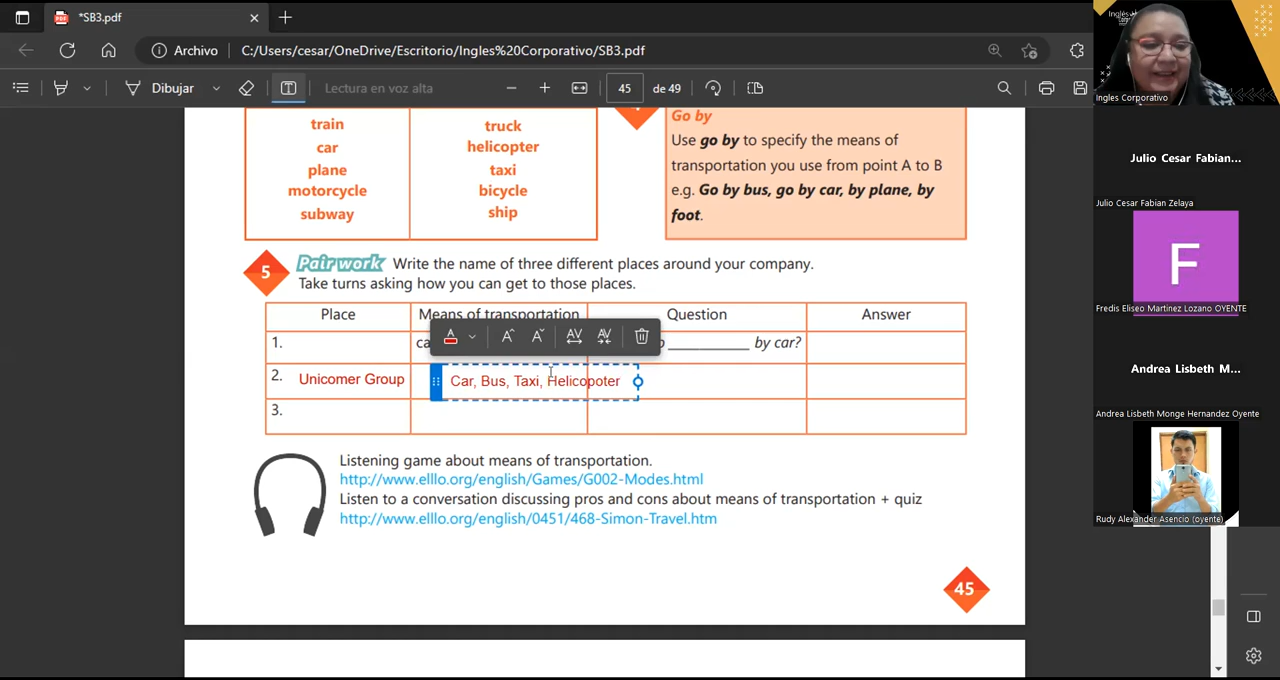 *SB3.pdf
Archivo
C:/Users/cesar/OneDrive/Escritorio/Ingles%20Corporativo/SB3.pdf
Dibujar
Lectura en voz alta
45
de 49
train
car
plane
motorcycle
subway
truck
helicopter
taxi
bicycle
ship
Go by
Use go by to specify the means of
transportation you use from point A to B
e.g. Go by bus, go by car, by plane, by
foot.
5
Pair work Write the name of three different places around your company.
Take turns asking how you can get to those places.
Place
Means of transportation
Question
Answer
1.
ca
__________ by car?
2.
Unicomer Group
Car, Bus, Taxi, Helicopoter
3.
Listening game about means of transportation.
http://www.elllo.org/english/Games/G002-Modes.html
Listen to a conversation discussing pros and cons about means of transportation + quiz
http://www.elllo.org/english/0451/468-Simon-Travel.htm
45
Ingles Corporativo
Julio Cesar Fabian...
Julio Cesar Fabian Zelaya
F
Fredis Eliseo Martinez Lozano OYENTE
Andrea Lisbeth M...
Andrea Lisbeth Monge Hernandez Oyente
Rudy Alexander Asencio (oyente)